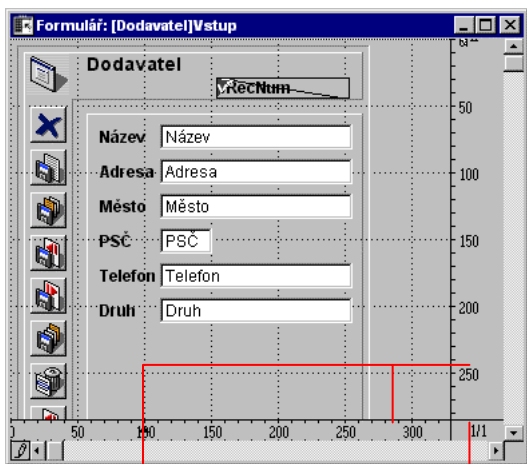 Formulář: [Dodavatel]Vstup
Dodavatel
vRecNum
50
Název Název
Adresa Adresa
100
Město Město
PSČ PSČ
150
Telefon Telefon
Druh Druh
200
250
50 100 150 200 250 300 1/1